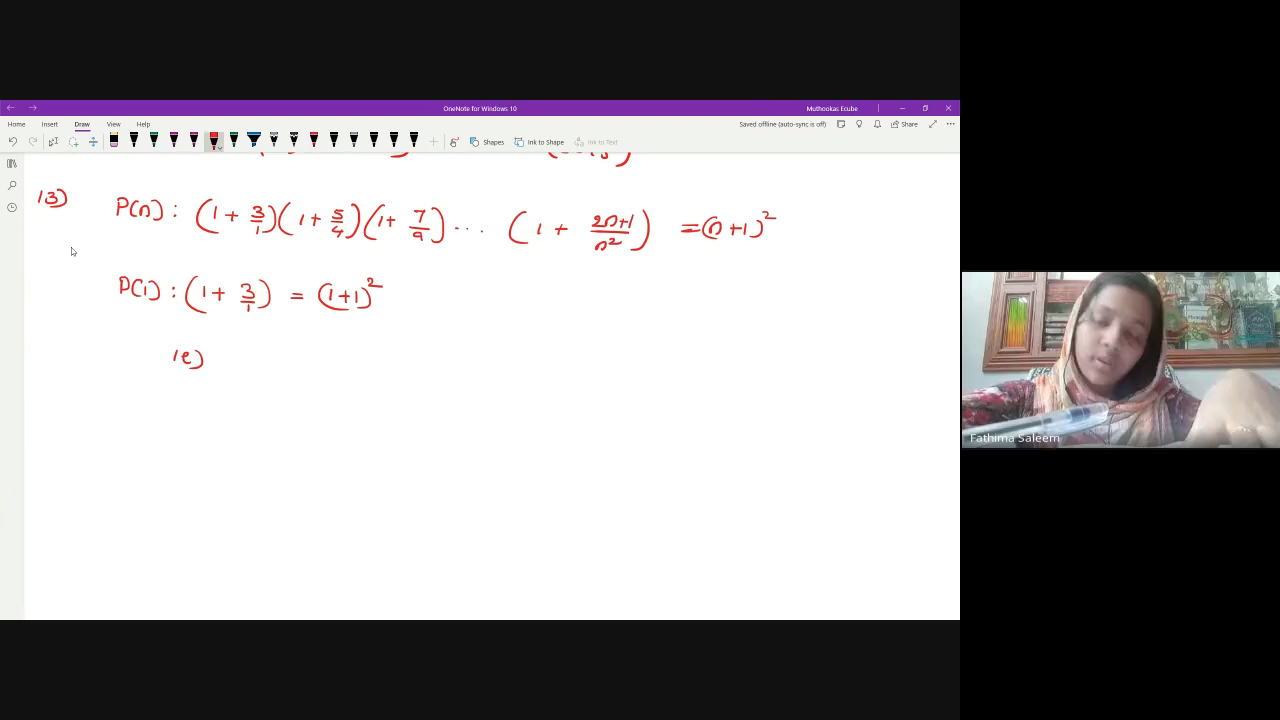 OneNote for Windows 10
Muthookas Ecube
Home Insert Draw View Help
Saved offline (auto-sync is off) Share
Shapes Ink to Shape Ink to Text
13) P(n) : (1 + 3/1)(1 + 5/4)(1 + 7/9) ... (1 + 2n+1/n²) = (n+1)²
P(1) : (1 + 3/1) = (1+1)²
ie)
Fathima Saleem